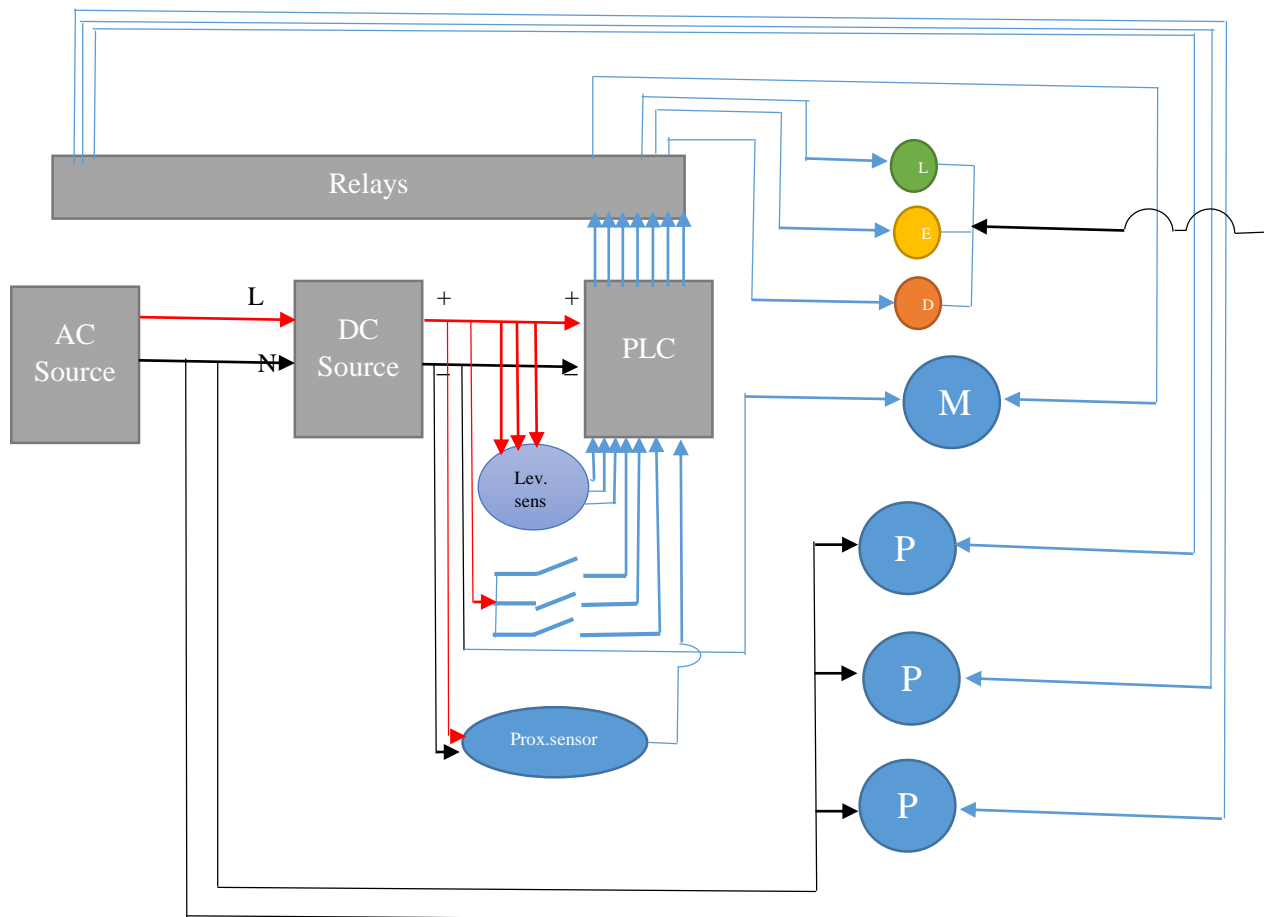 Relays
L
E
D
AC
Source
L
N
DC
Source
+
–
+
–
PLC
M
Lev.
sens
P
P
Prox.sensor
P